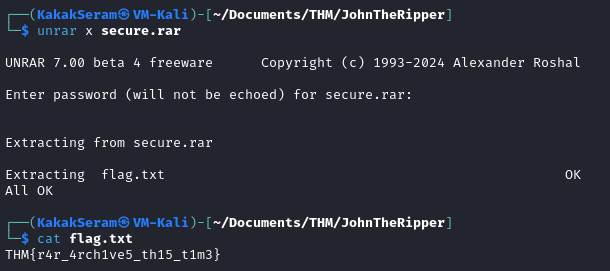 ┌──(KakakSeram㉿VM-Kali)-[~/Documents/THM/JohnTheRipper]
└─$ unrar x secure.rar
UNRAR 7.00 beta 4 freeware      Copyright (c) 1993-2024 Alexander Roshal
Enter password (will not be echoed) for secure.rar:
Extracting from secure.rar
Extracting  flag.txt                                                  OK
All OK
┌──(KakakSeram㉿VM-Kali)-[~/Documents/THM/JohnTheRipper]
└─$ cat flag.txt
THM{r4r_4rch1ve5_th15_t1m3}